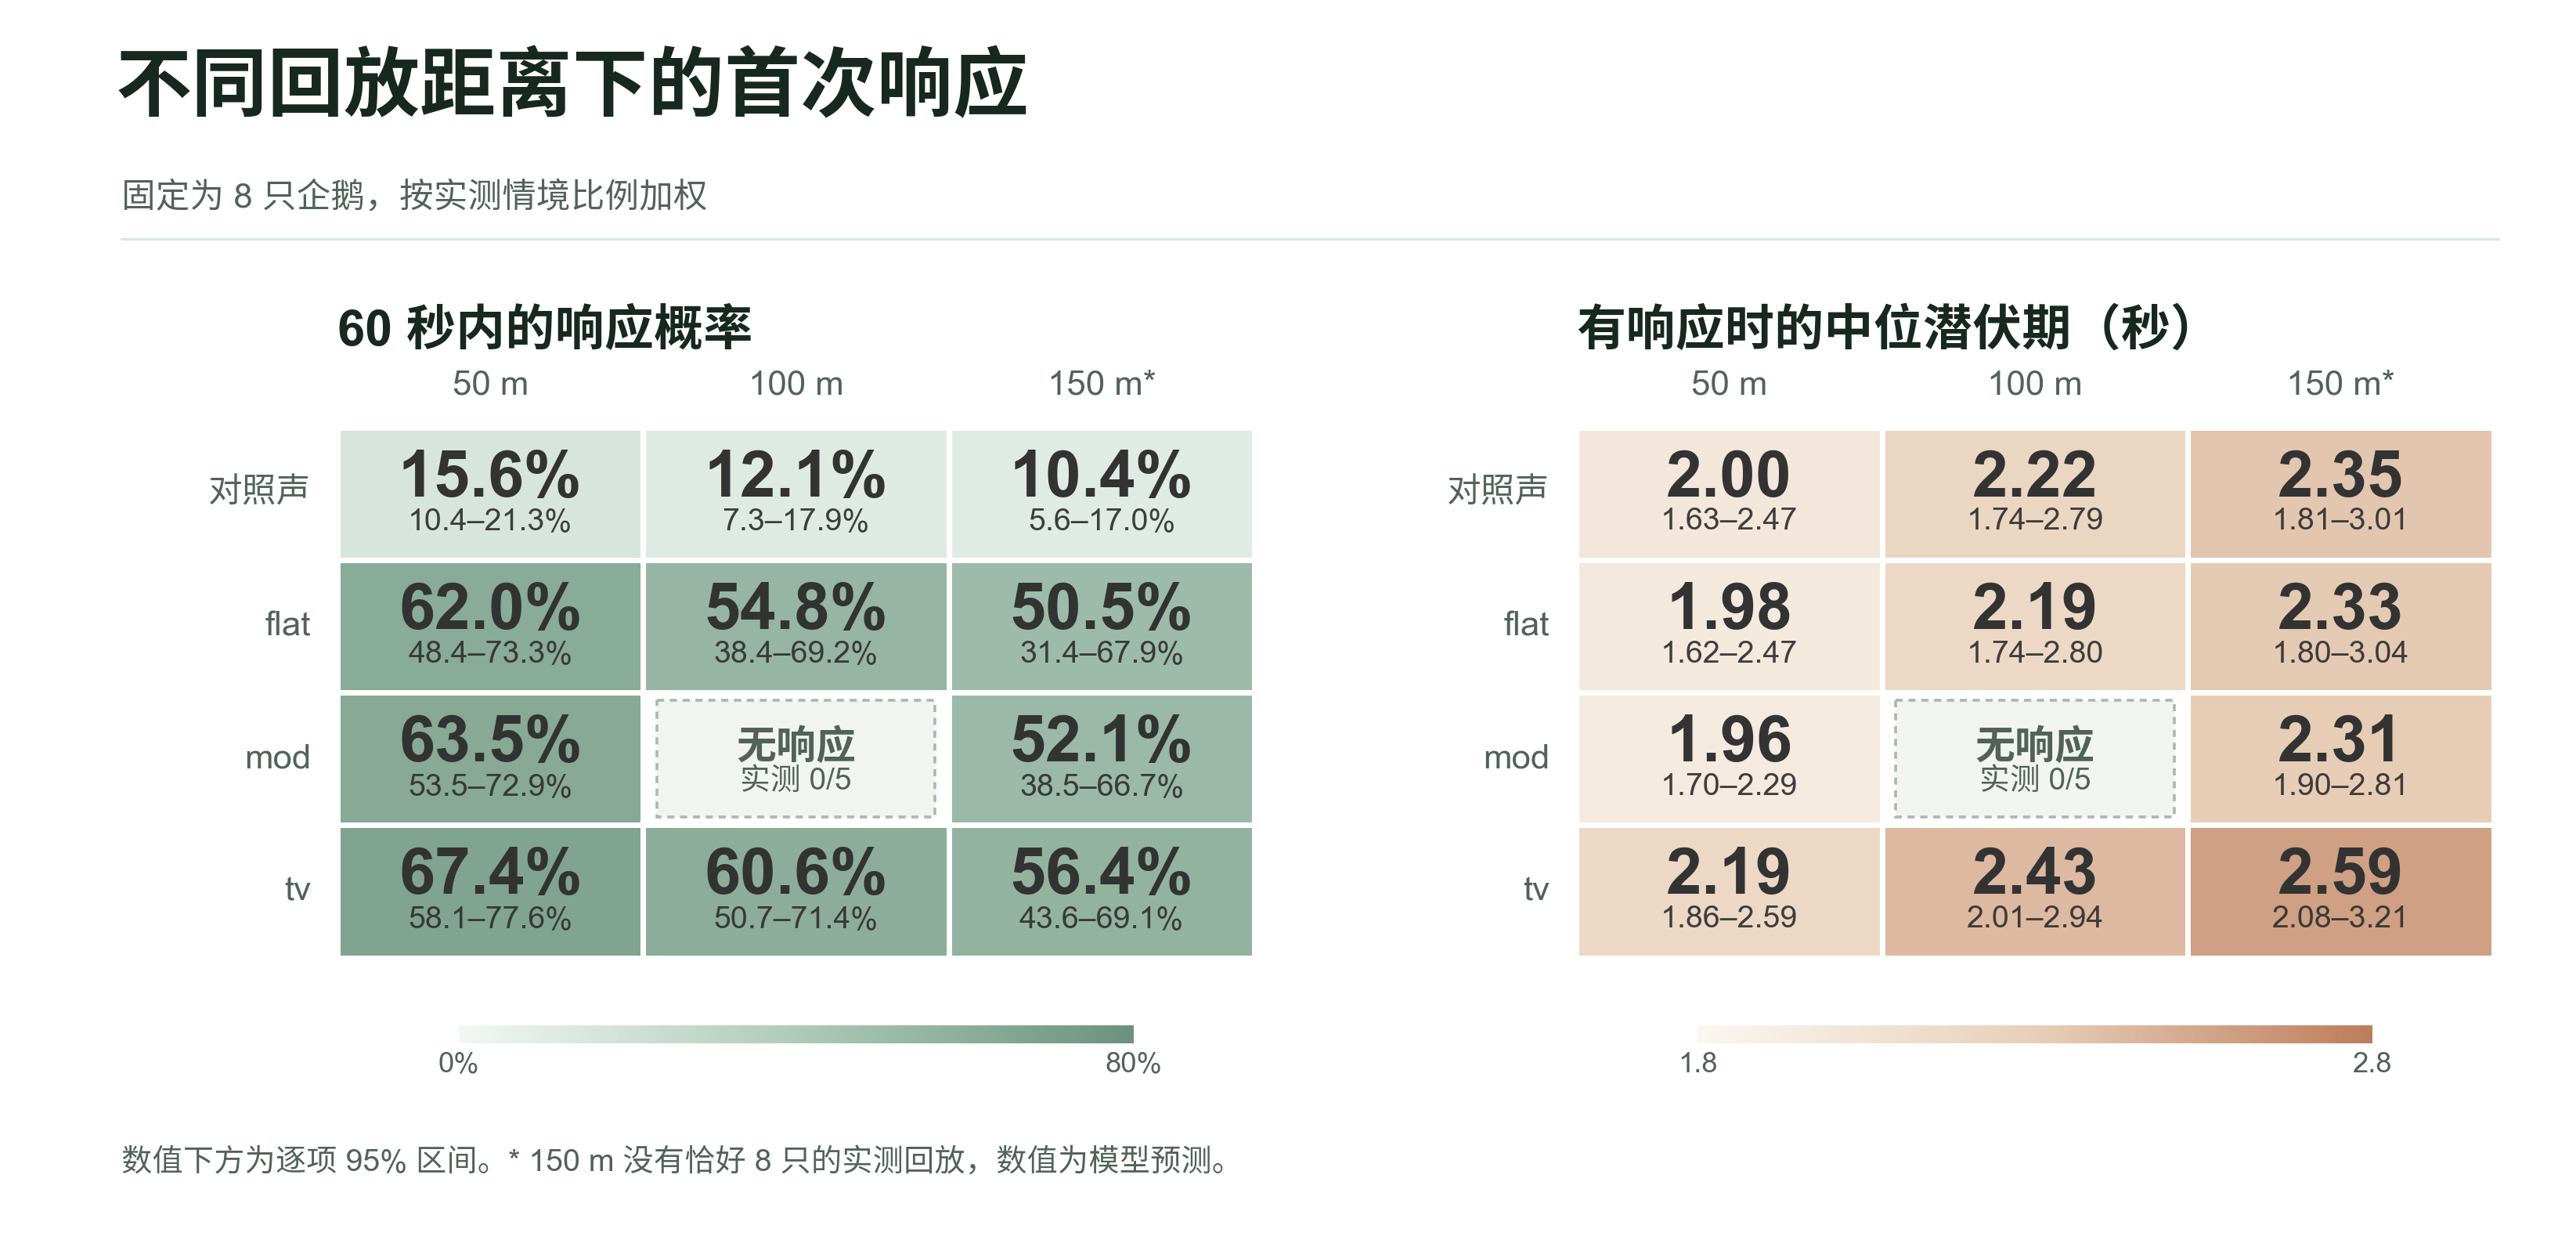 不同回放距离下的首次响应
固定为 8 只企鹅，按实测情境比例加权
60 秒内的响应概率
50 m 100 m 150 m*
对照声 15.6% 12.1% 10.4%
10.4–21.3% 7.3–17.9% 5.6–17.0%
flat 62.0% 54.8% 50.5%
48.4–73.3% 38.4–69.2% 31.4–67.9%
mod 63.5% 无响应 52.1%
53.5–72.9% 实测 0/5 38.5–66.7%
tv 67.4% 60.6% 56.4%
58.1–77.6% 50.7–71.4% 43.6–69.1%
0% 80%
有响应时的中位潜伏期（秒）
50 m 100 m 150 m*
对照声 2.00 2.22 2.35
1.63–2.47 1.74–2.79 1.81–3.01
flat 1.98 2.19 2.33
1.62–2.47 1.74–2.80 1.80–3.04
mod 1.96 无响应 2.31
1.70–2.29 实测 0/5 1.90–2.81
tv 2.19 2.43 2.59
1.86–2.59 2.01–2.94 2.08–3.21
1.8 2.8
数值下方为逐项 95% 区间。* 150 m 没有恰好 8 只的实测回放，数值为模型预测。